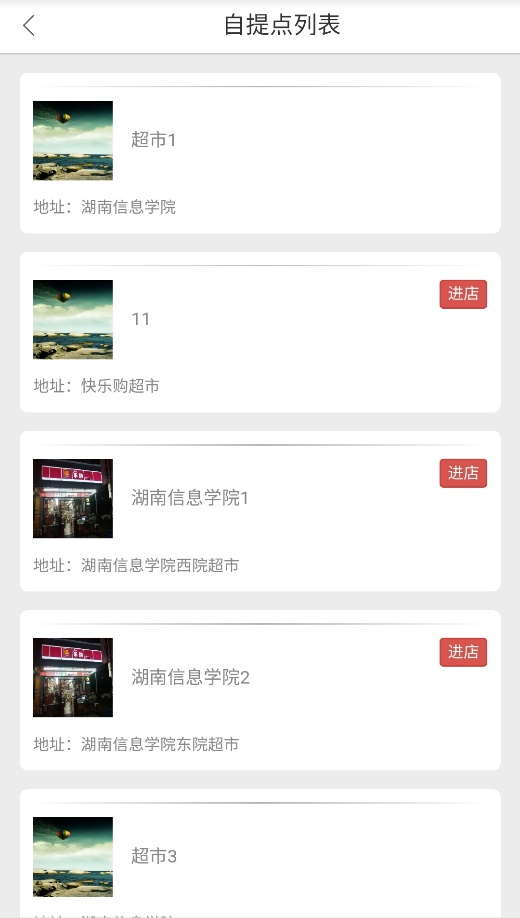 自提点列表
超市1
地址：湖南信息学院
进店
11
地址：快乐购超市
进店
湖南信息学院1
地址：湖南信息学院西院超市
进店
湖南信息学院2
地址：湖南信息学院东院超市
超市3